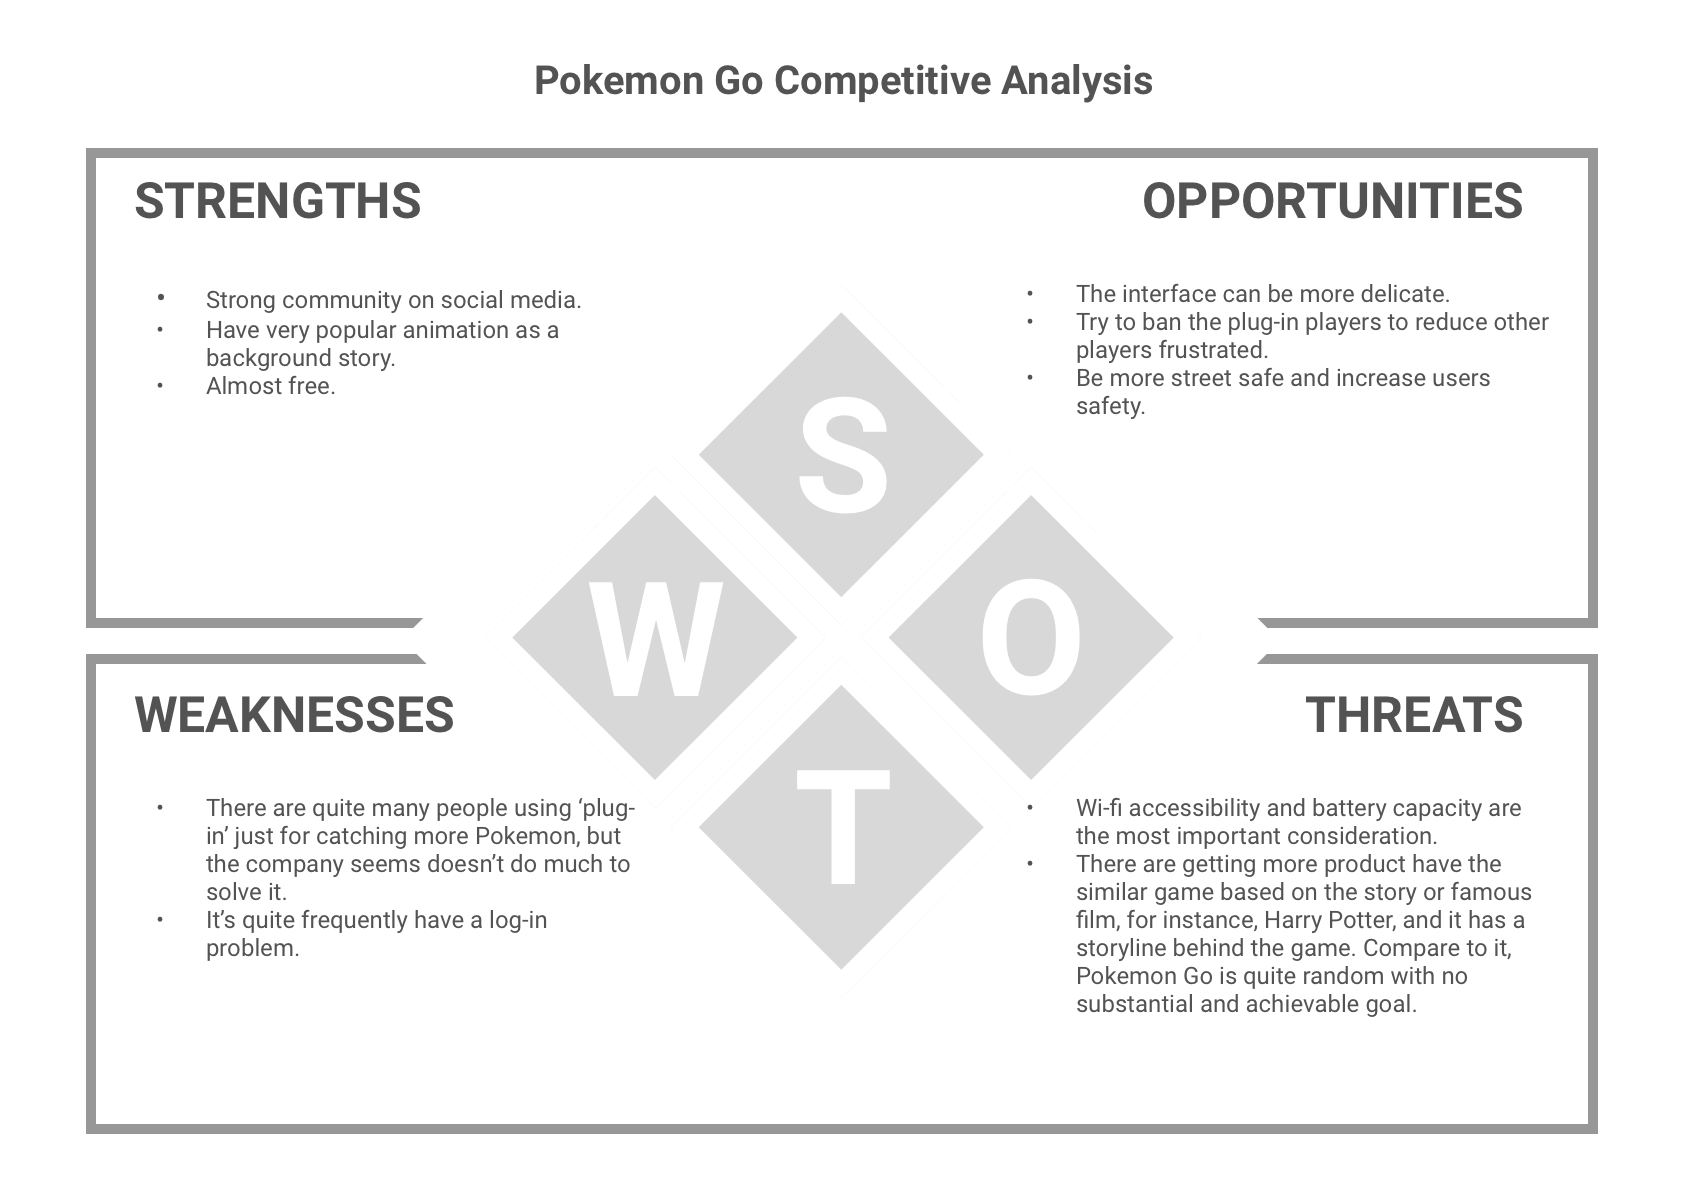 Pokemon Go Competitive Analysis
STRENGTHS
• Strong community on social media.
• Have very popular animation as a
background story.
• Almost free.
OPPORTUNITIES
• The interface can be more delicate.
• Try to ban the plug-in players to reduce other
players frustrated.
• Be more street safe and increase users
safety.
S
W
O
T
WEAKNESSES
• There are quite many people using ‘plug-
in’ just for catching more Pokemon, but
the company seems doesn’t do much to
solve it.
• It’s quite frequently have a log-in
problem.
THREATS
• Wi-fi accessibility and battery capacity are
the most important consideration.
• There are getting more product have the
similar game based on the story or famous
film, for instance, Harry Potter, and it has a
storyline behind the game. Compare to it,
Pokemon Go is quite random with no
substantial and achievable goal.